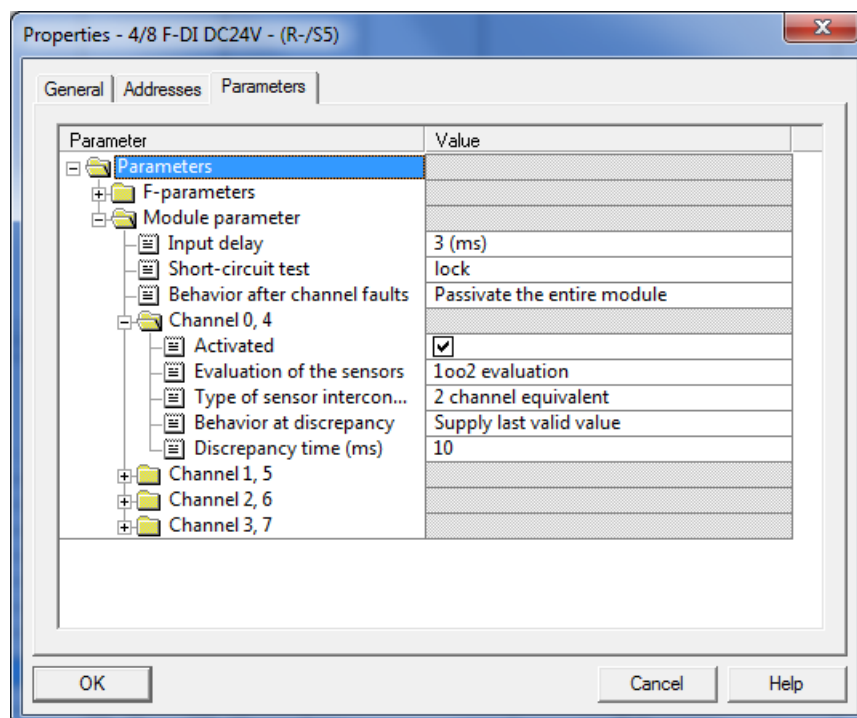 Properties - 4/8 F-DI DC24V - (R-/S5)
General Addresses Parameters
Parameter Value
Parameters
F-parameters
Module parameter
Input delay 3 (ms)
Short-circuit test lock
Behavior after channel faults Passivate the entire module
Channel 0, 4
Activated
Evaluation of the sensors 1oo2 evaluation
Type of sensor intercon... 2 channel equivalent
Behavior at discrepancy Supply last valid value
Discrepancy time (ms) 10
Channel 1, 5
Channel 2, 6
Channel 3, 7
OK Cancel Help